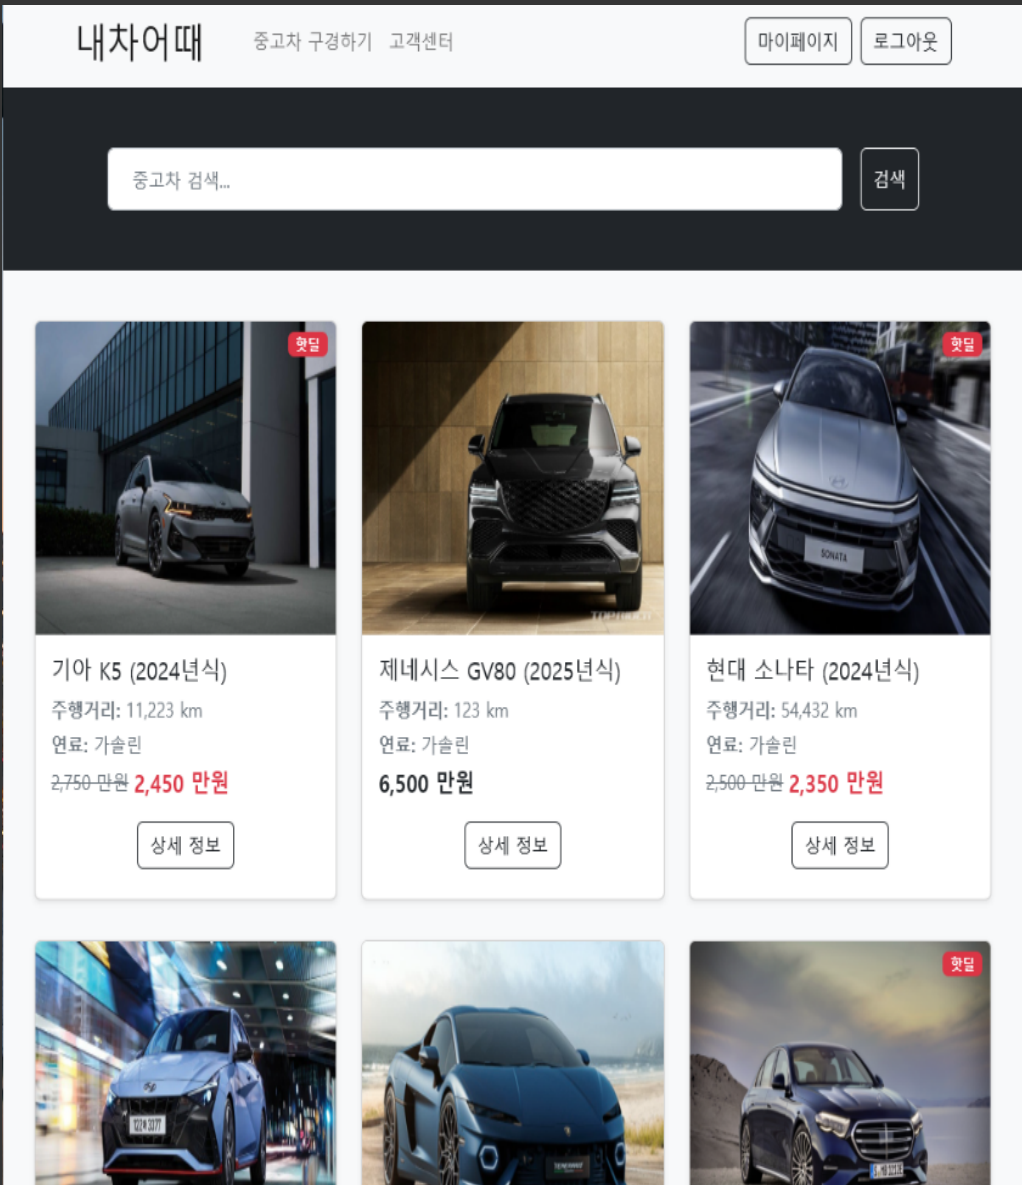 내차어때 중고차 구경하기 고객센터 마이페이지 로그아웃
중고차 검색... 검색
핫딜 핫딜
SONATA
기아 K5 (2024년식) 제네시스 GV80 (2025년식) 현대 소나타 (2024년식)
주행거리: 11,223 km 주행거리: 123 km 주행거리: 54,432 km
연료: 가솔린 연료: 가솔린 연료: 가솔린
2,750 만원 2,450 만원 6,500 만원 2,500 만원 2,350 만원
상세 정보 상세 정보 상세 정보
핫딜